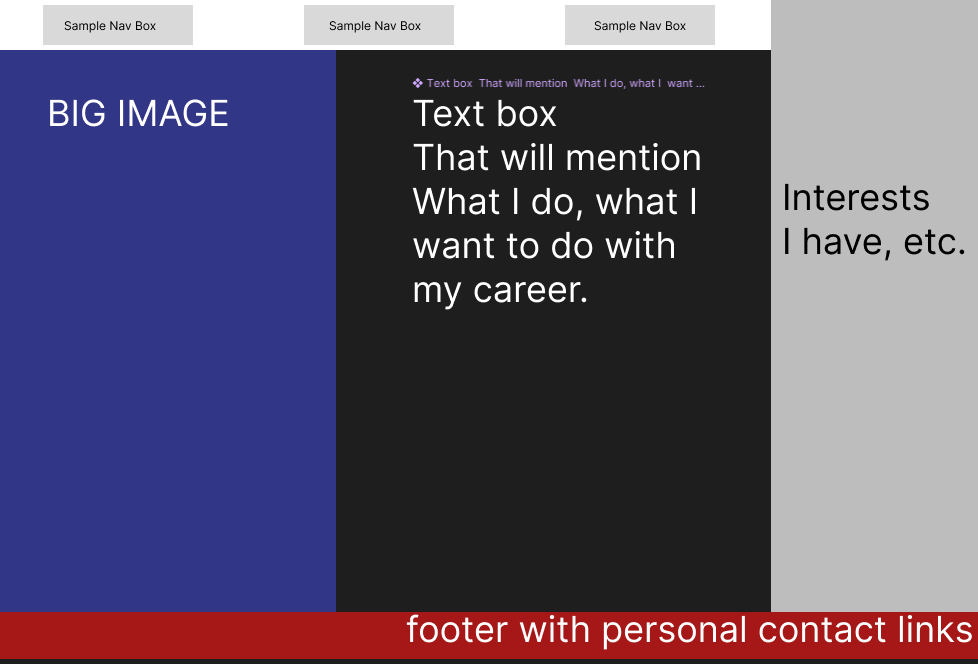 Sample Nav Box
Sample Nav Box
Sample Nav Box
BIG IMAGE
Text box  That will mention  What I do, what I  want ...
Text box
That will mention
What I do, what I
want to do with
my career.
Interests
I have, etc.
footer with personal contact links